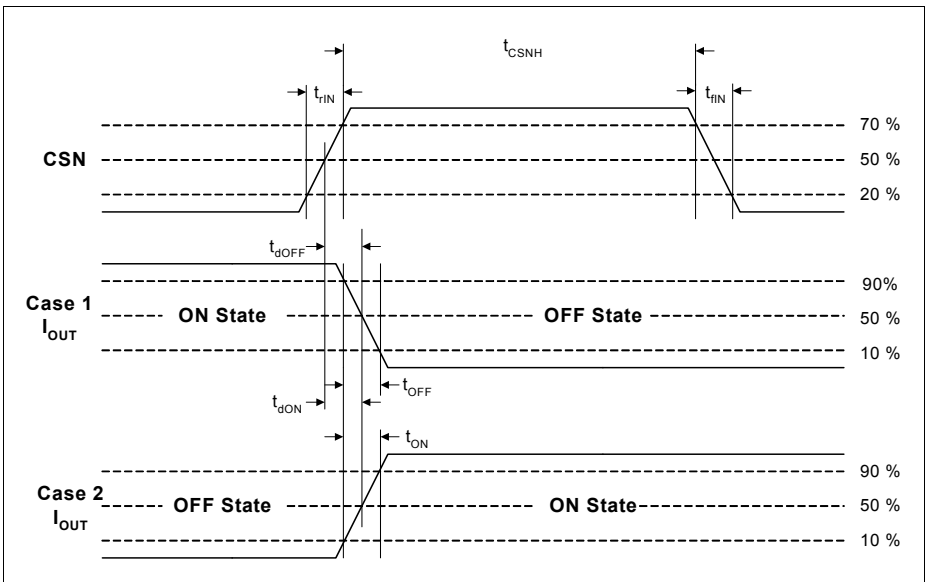 tCSNH
trIN
tfIN
70 %
CSN
50 %
20 %
tdOFF
90%
Case 1
IOUT
ON State
OFF State
50 %
10 %
tOFF
tdON
tON
90 %
Case 2
IOUT
OFF State
ON State
50 %
10 %